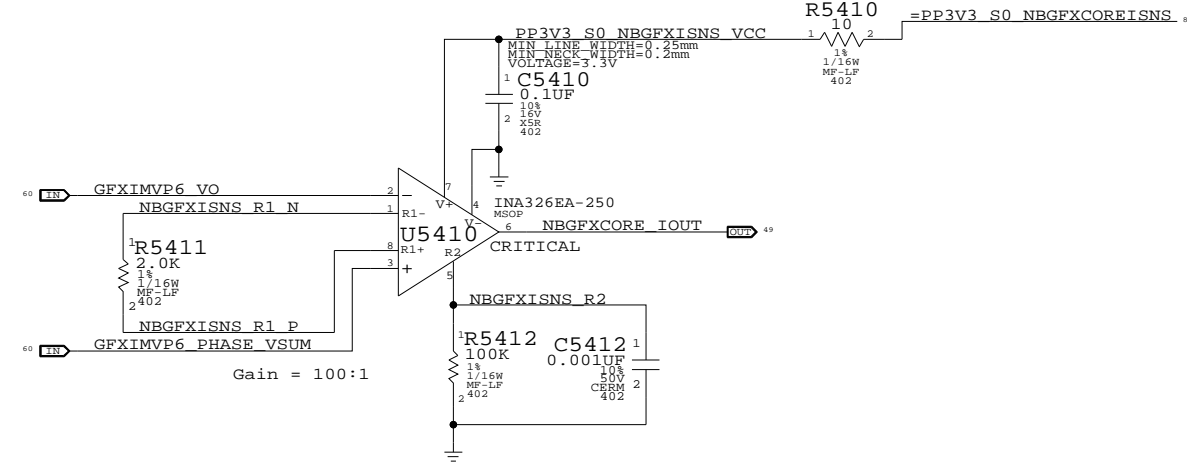 R5410
10
=PP3V3_S0_NBGFXCOREISNS 8
PP3V3_S0_NBGFXISNS_VCC
1 2
MIN_LINE_WIDTH=0.25mm
MIN_NECK_WIDTH=0.2mm
VOLTAGE=3.3V
1%
1/16W
MF-LF
402
1 C5410
0.1UF
10%
16V
2 X5R
402
60 IN GFXIMVP6_VO
2 −
7
V+
4
V-
INA326EA-250
MSOP
NBGFXISNS_R1_N
1 R1-
6 NBGFXCORE_IOUT OUT 49
U5410
CRITICAL
1 R5411
2.0K
1%
1/16W
MF-LF
2 402
8 R1+
R2
3 +
5
NBGFXISNS_R2
NBGFXISNS_R1_P
60 IN GFXIMVP6_PHASE_VSUM
Gain = 100:1
1 R5412
100K
1%
1/16W
MF-LF
2 402
C5412 1
0.001UF
10%
50V
CERM 2
402